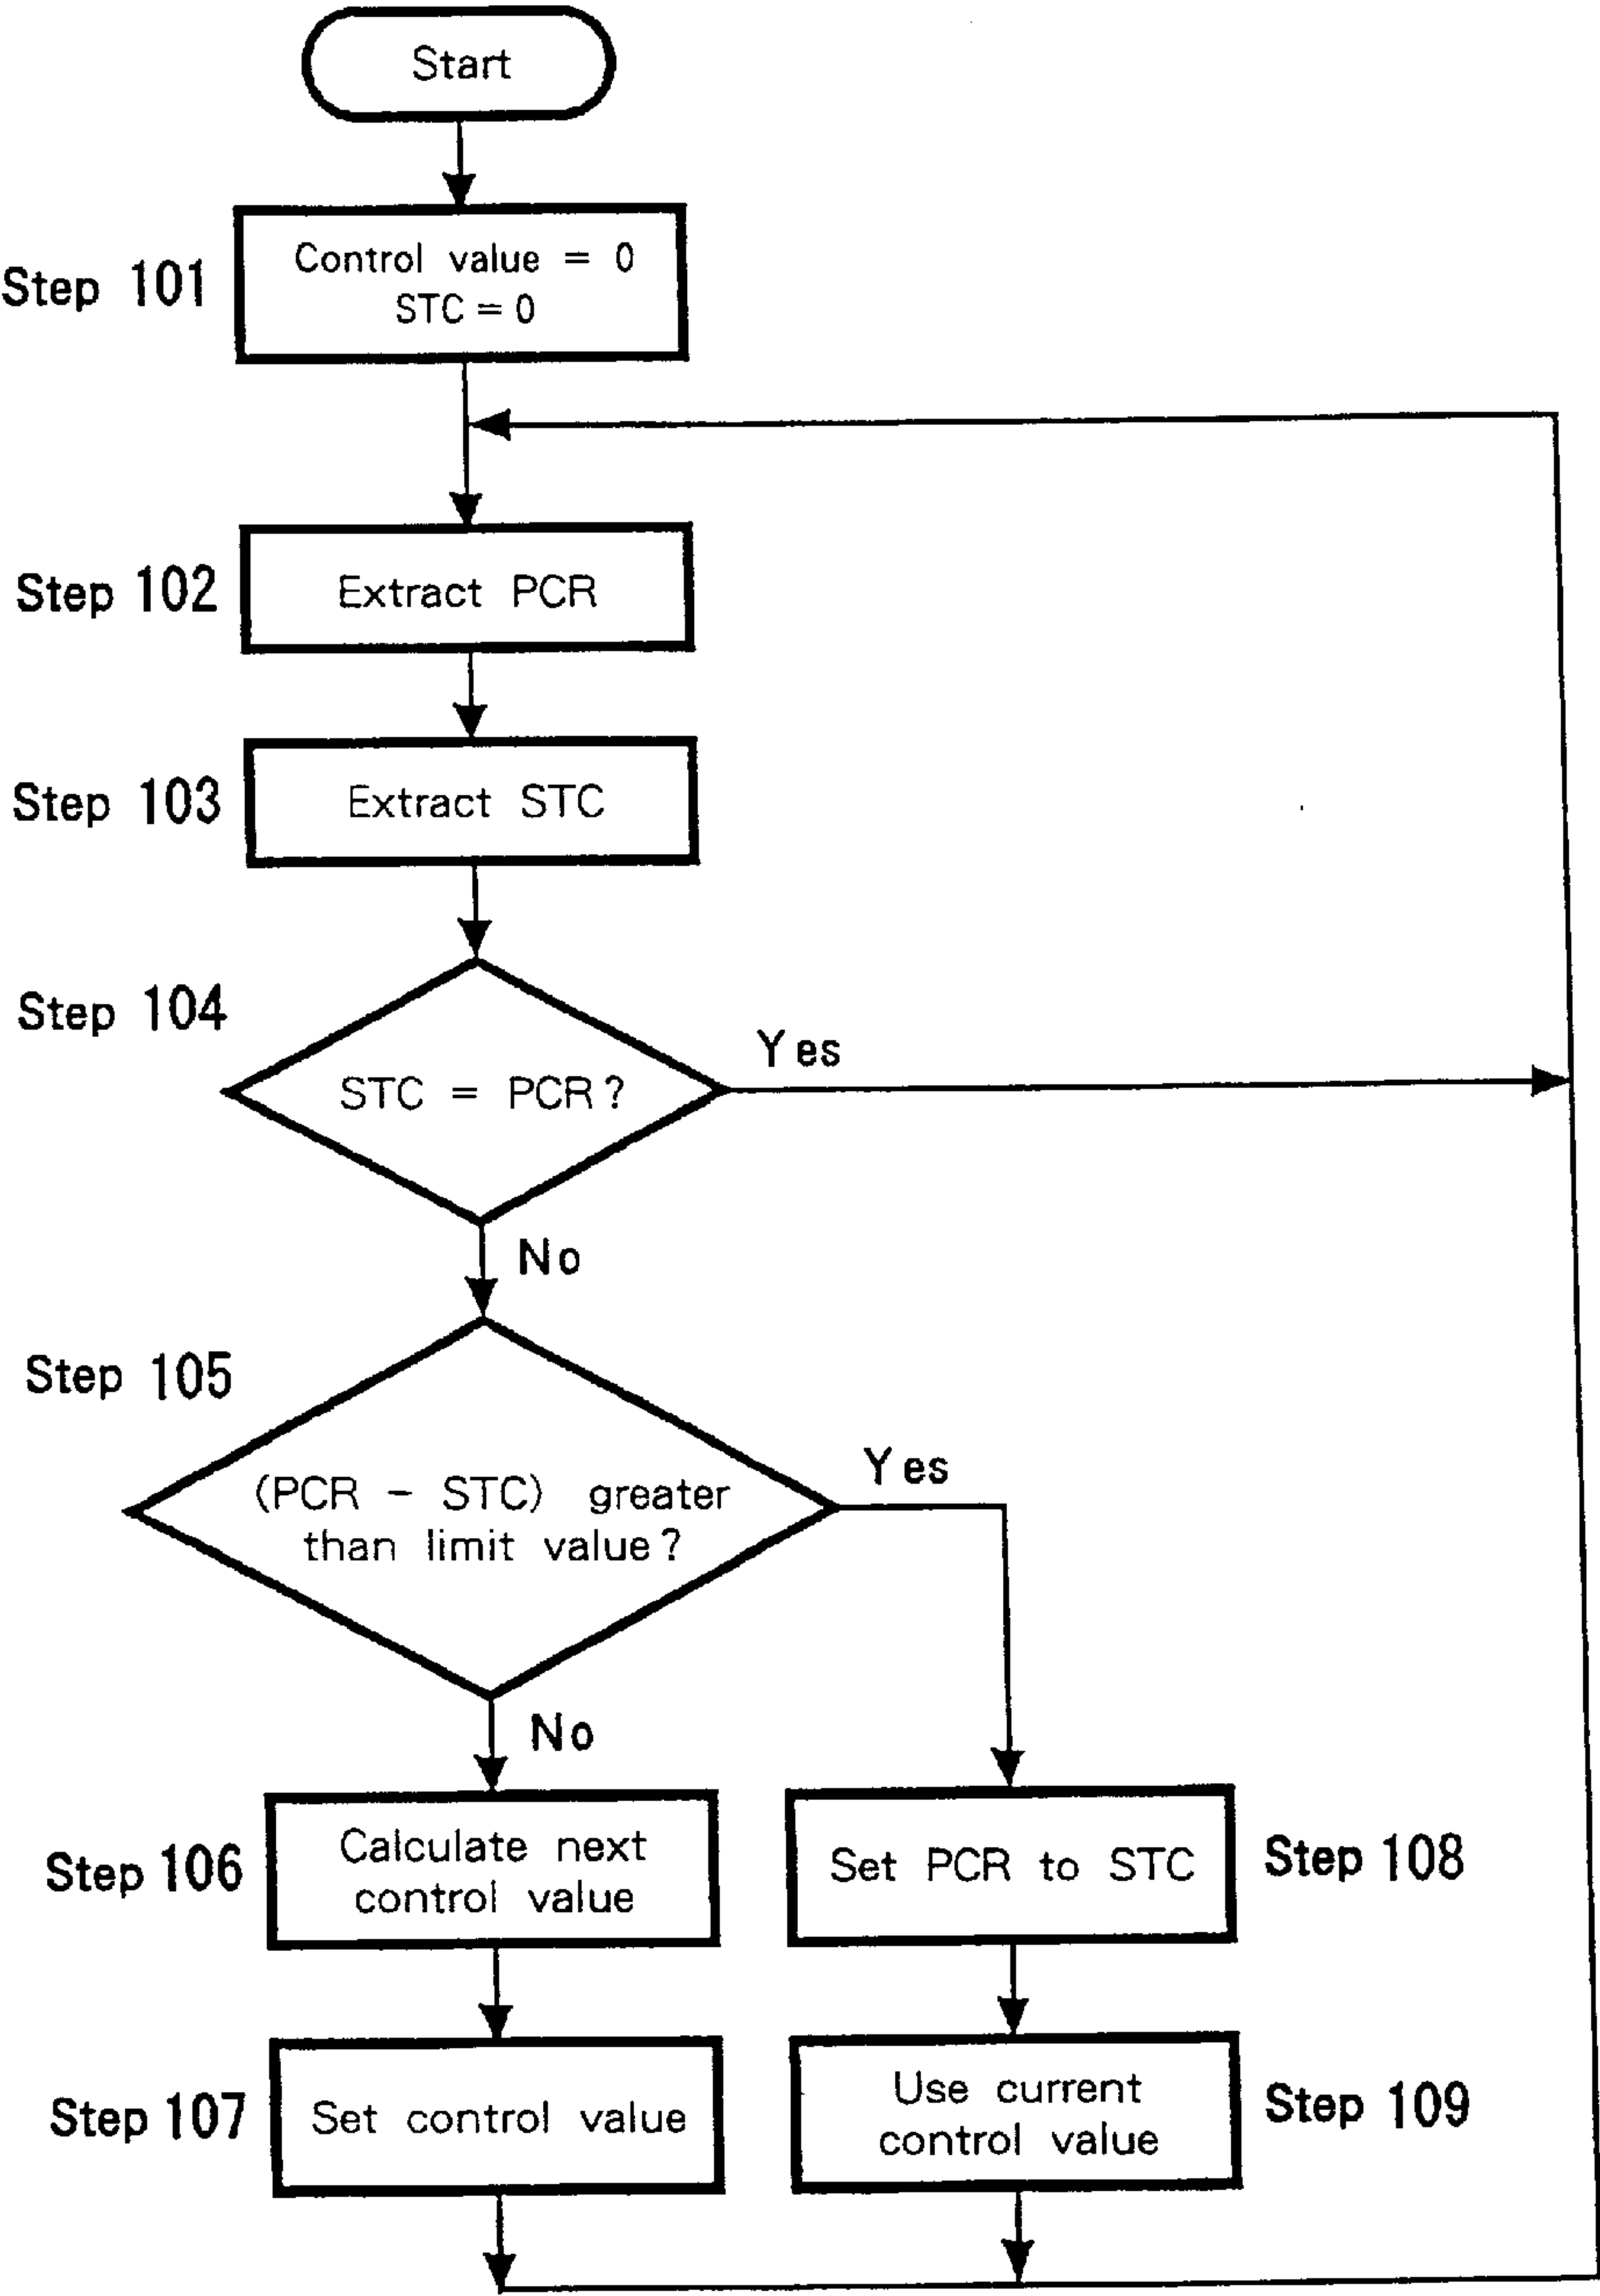 Start
Step 101
Control value = 0
STC = 0
Step 102
Extract PCR
Step 103
Extract STC
Step 104
STC = PCR?
Yes
No
Step 105
(PCR - STC) greater
than limit value?
Yes
No
Step 106
Calculate next
control value
Set PCR to STC
Step 108
Step 107
Set control value
Use current
control value
Step 109